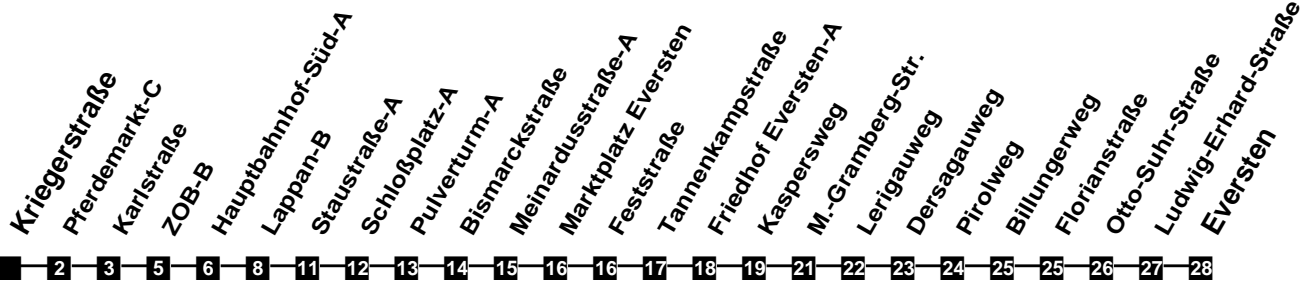 Kriegerstraße
Pferdemarkt-C
Karlstraße
ZOB-B
Hauptbahnhof-Süd-A
Lappan-B
Staustraße-A
Schloßplatz-A
Pulverturm-A
Bismarckstraße
Meinardusstraße-A
Marktplatz Eversten
Feststraße
Tannenkampstraße
Friedhof Eversten-A
Kaspersweg
M.-Gramberg-Str.
Lerigauweg
Dersagauweg
Pirolweg
Billungerweg
Florianstraße
Otto-Suhr-Straße
Ludwig-Erhard-Straße
Eversten
2 3 5 6 8 11 12 13 14 15 16 16 17 18 19 21 22 23 24 25 25 26 27 28